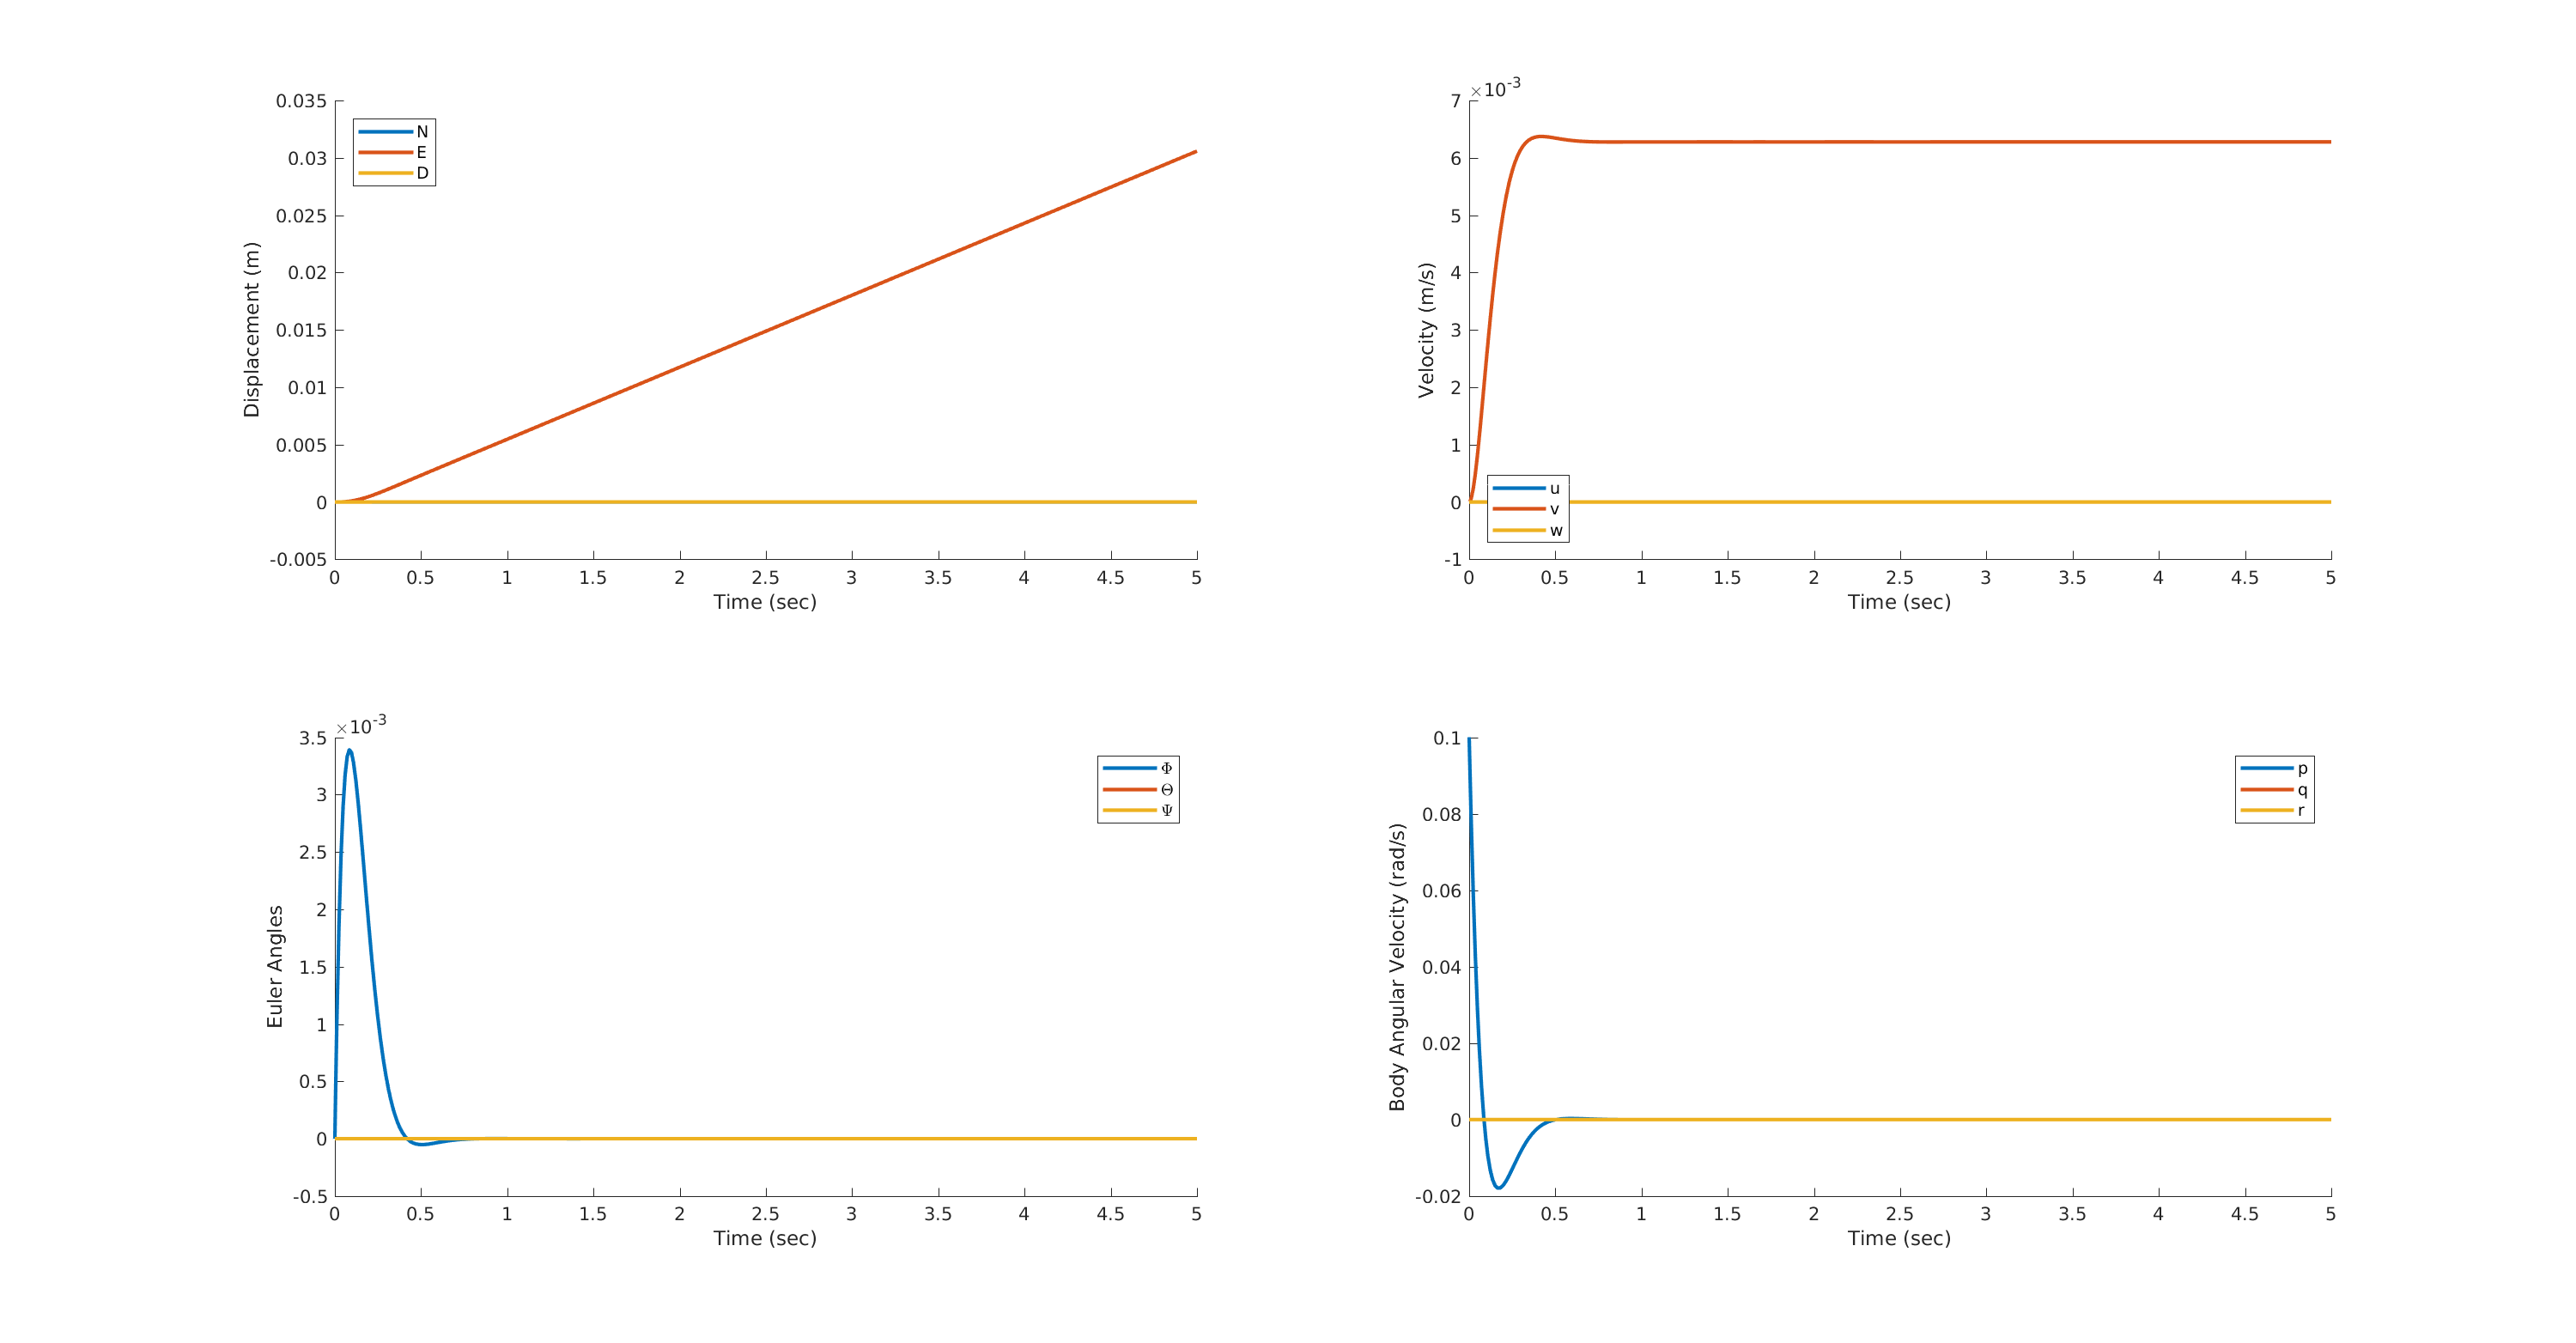 0.035
0.03
0.025
0.02
0.015
0.01
0.005
0
-0.005
Displacement (m)
N
E
D
0 0.5 1 1.5 2 2.5 3 3.5 4 4.5 5
Time (sec)
×10-3
7
6
5
4
3
2
1
0
-1
Velocity (m/s)
u
v
w
0 0.5 1 1.5 2 2.5 3 3.5 4 4.5 5
Time (sec)
×10-3
3.5
3
2.5
2
1.5
1
0.5
0
-0.5
Euler Angles
Φ
Θ
Ψ
0 0.5 1 1.5 2 2.5 3 3.5 4 4.5 5
Time (sec)
0.1
0.08
0.06
0.04
0.02
0
-0.02
Body Angular Velocity (rad/s)
p
q
r
0 0.5 1 1.5 2 2.5 3 3.5 4 4.5 5
Time (sec)